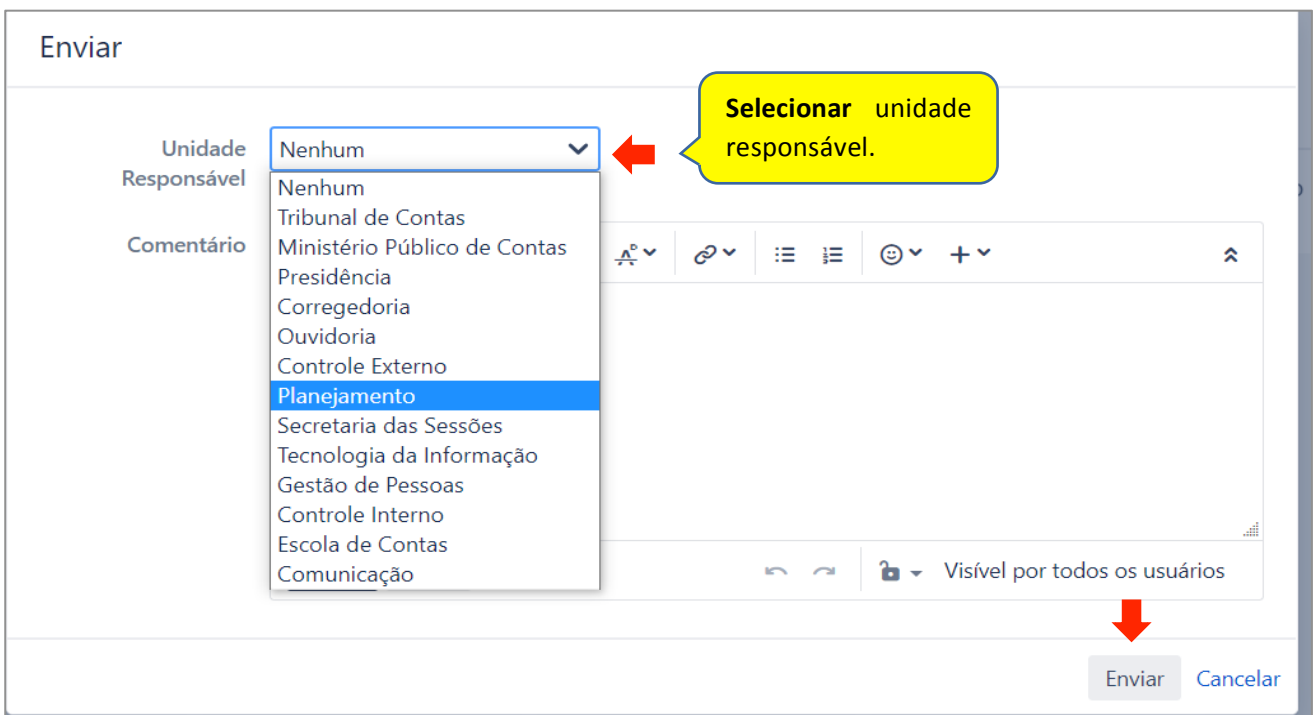 Enviar
Selecionar unidade
responsável.
Unidade
Responsável
Nenhum
Nenhum
Tribunal de Contas
Ministério Público de Contas
Presidência
Corregedoria
Ouvidoria
Controle Externo
Planejamento
Secretaria das Sessões
Tecnologia da Informação
Gestão de Pessoas
Controle Interno
Escola de Contas
Comunicação
Comentário
Visível por todos os usuários
Enviar Cancelar